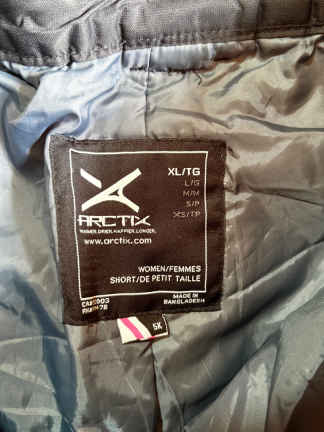 XL/TG
L/G
M/M
S/P
XS/TP
ARCTIX
WARMER.DRIER.HAPPIER.LONGER.
www.arctix.com
WOMEN/FEMMES
SHORT/DE PETIT TAILLE
MADE IN
BANGLADESH
5K